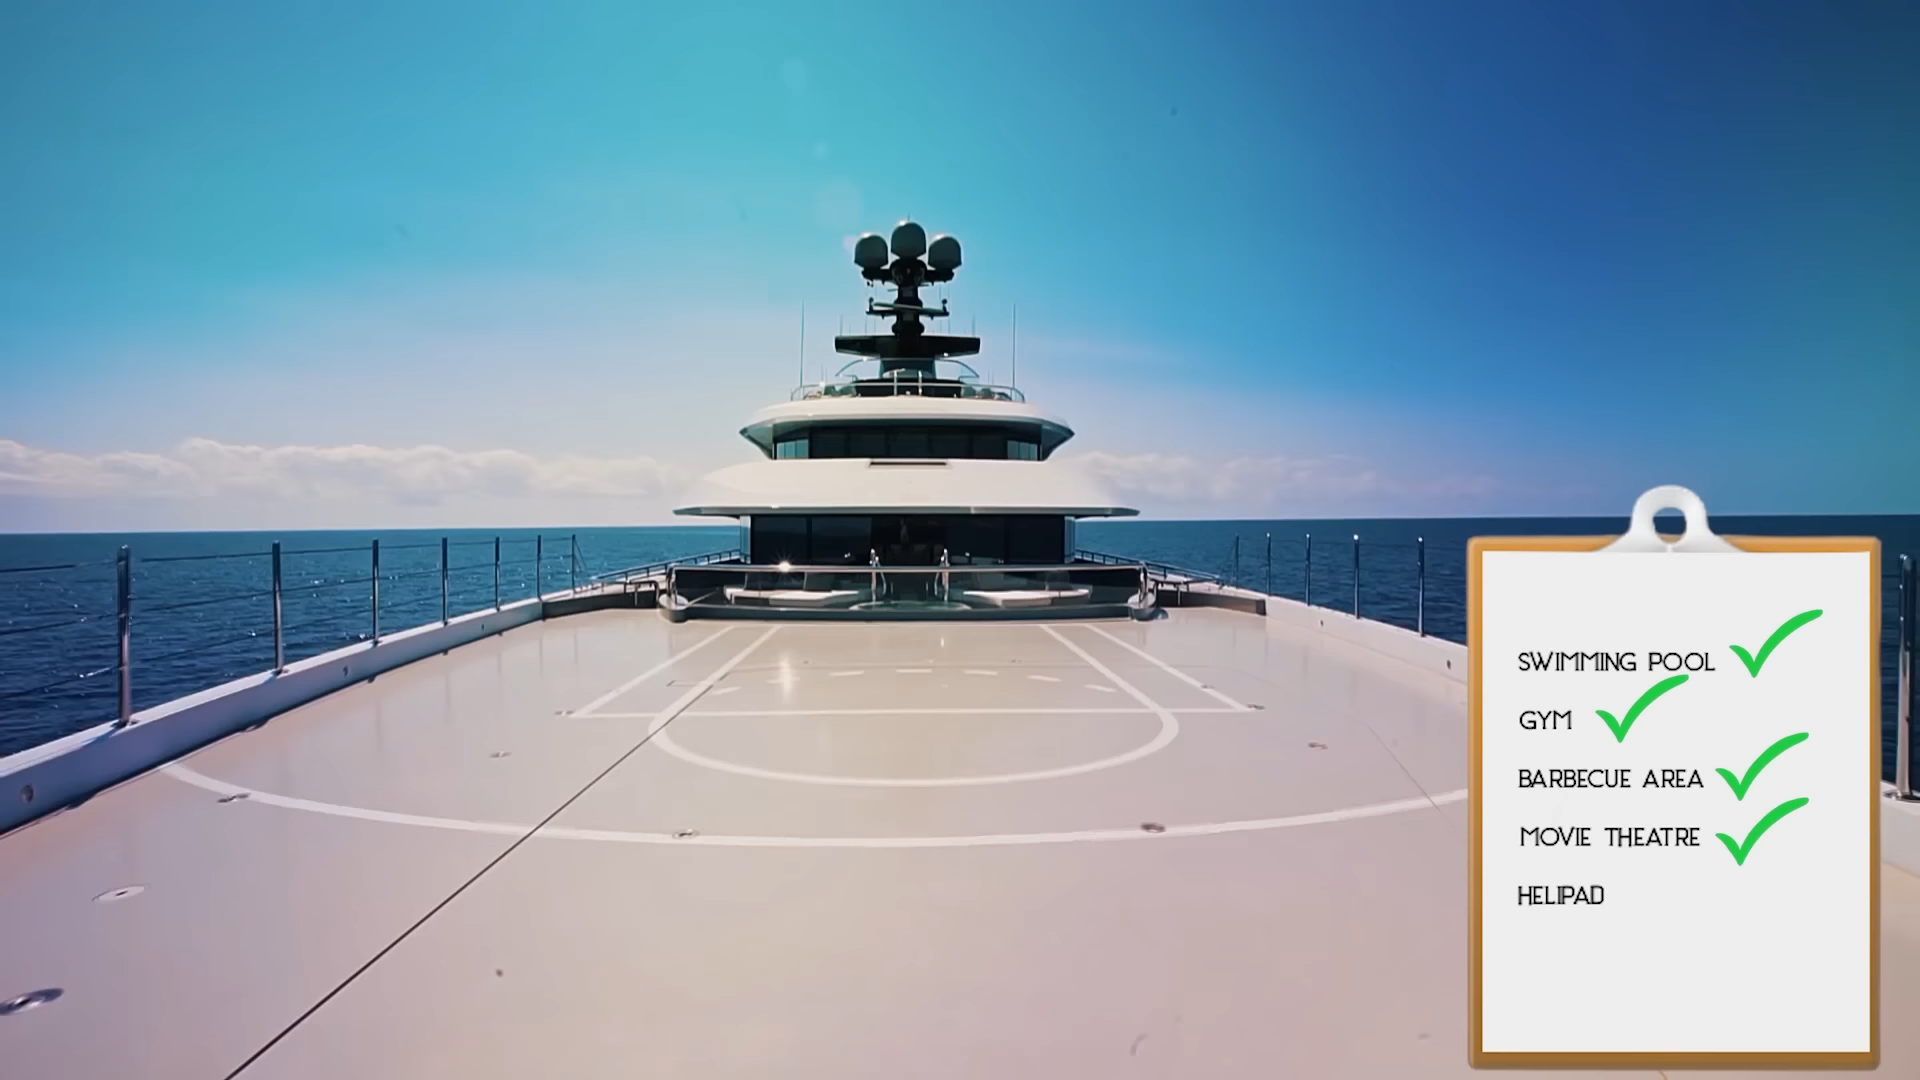 SWIMMING POOL
GYM
BARBECUE AREA
MOVIE THEATRE
HELIPAD